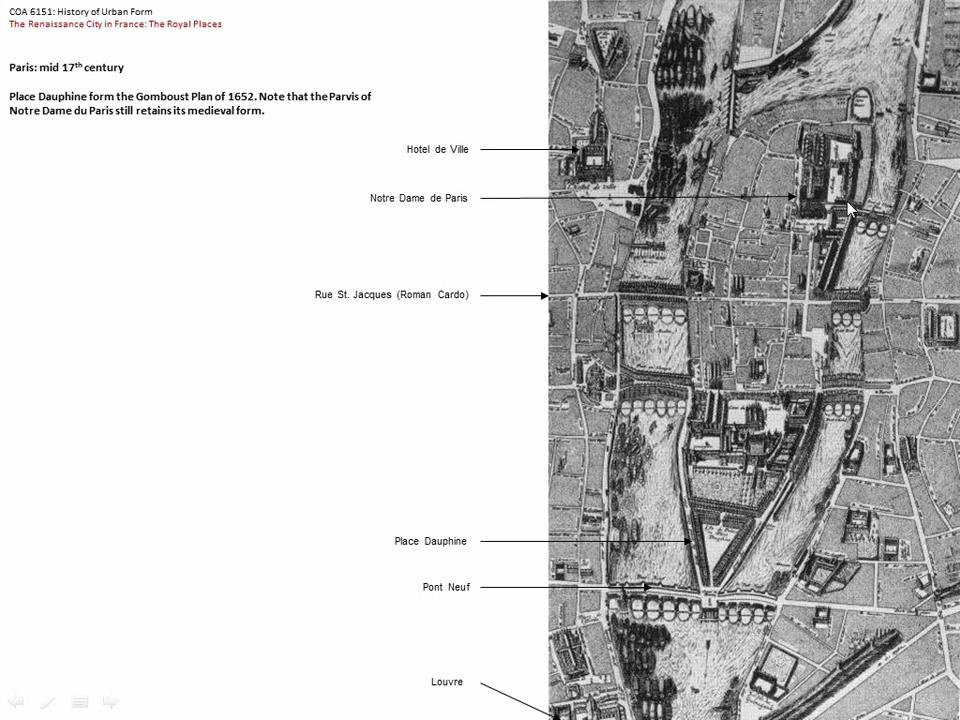 COA 6151: History of Urban Form
The Renaissance City in France: The Royal Places
Paris: mid 17th century
Place Dauphine form the Gomboust Plan of 1652. Note that the Parvis of
Notre Dame du Paris still retains its medieval form.
Hotel de Ville
Notre Dame de Paris
Rue St. Jacques (Roman Cardo)
Place Dauphine
Pont Neuf
Louvre